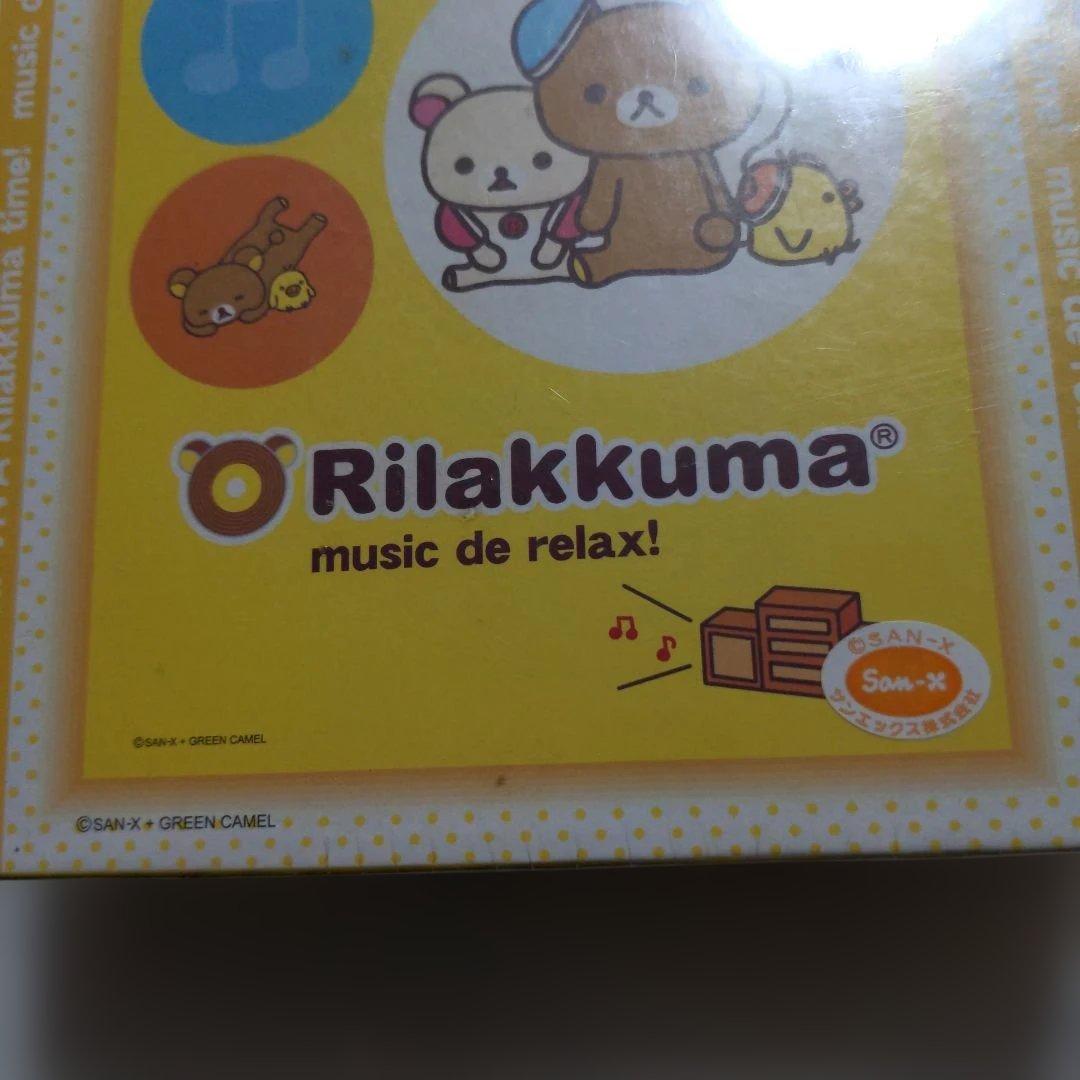 music
Rilakkuma time!
music de
Rilakkuma®
music de relax!
©SAN-X
San-x
サンエックス株式会社
©SAN-X + GREEN CAMEL
©SAN-X + GREEN CAMEL